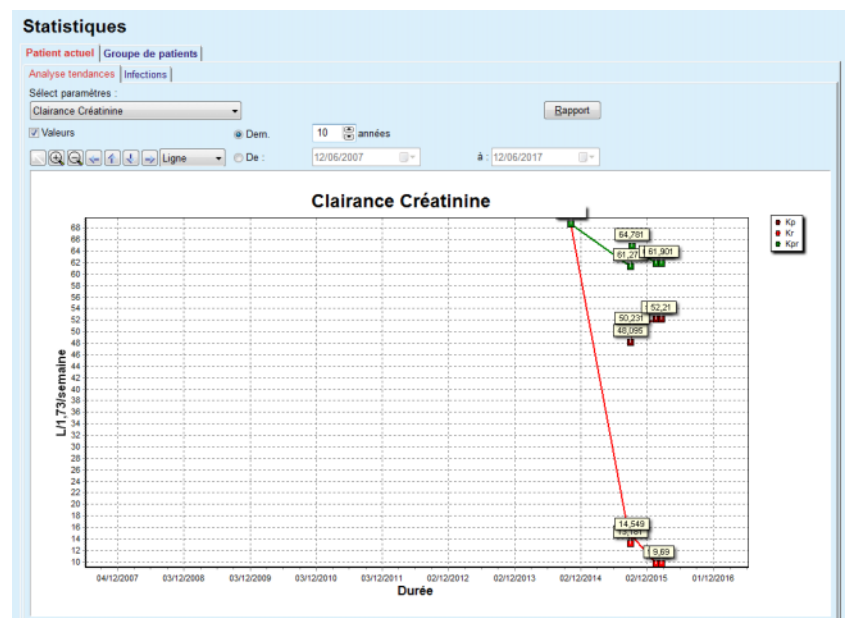 Statistiques
Patient actuel Groupe de patients
Analyse tendances Infections
Sélect paramètres :
Clairance Créatinine Rapport
Valeurs Dern. 10 années
Ligne De : 12/06/2007 à : 12/06/2017
Clairance Créatinine
Kp
Kr
Kpr
68
66
64
62
60
58
56
54
52
50
48
46
44
42
40
38
36
34
32
30
28
26
24
22
20
18
16
14
12
10
L/1,73/semaine
64,781
61,27 61,901
52,21
50,231
48,095
14,549
9,69
04/12/2007 03/12/2008 03/12/2009 03/12/2010 03/12/2011 02/12/2012 02/12/2013 02/12/2014 02/12/2015 01/12/2016
Durée